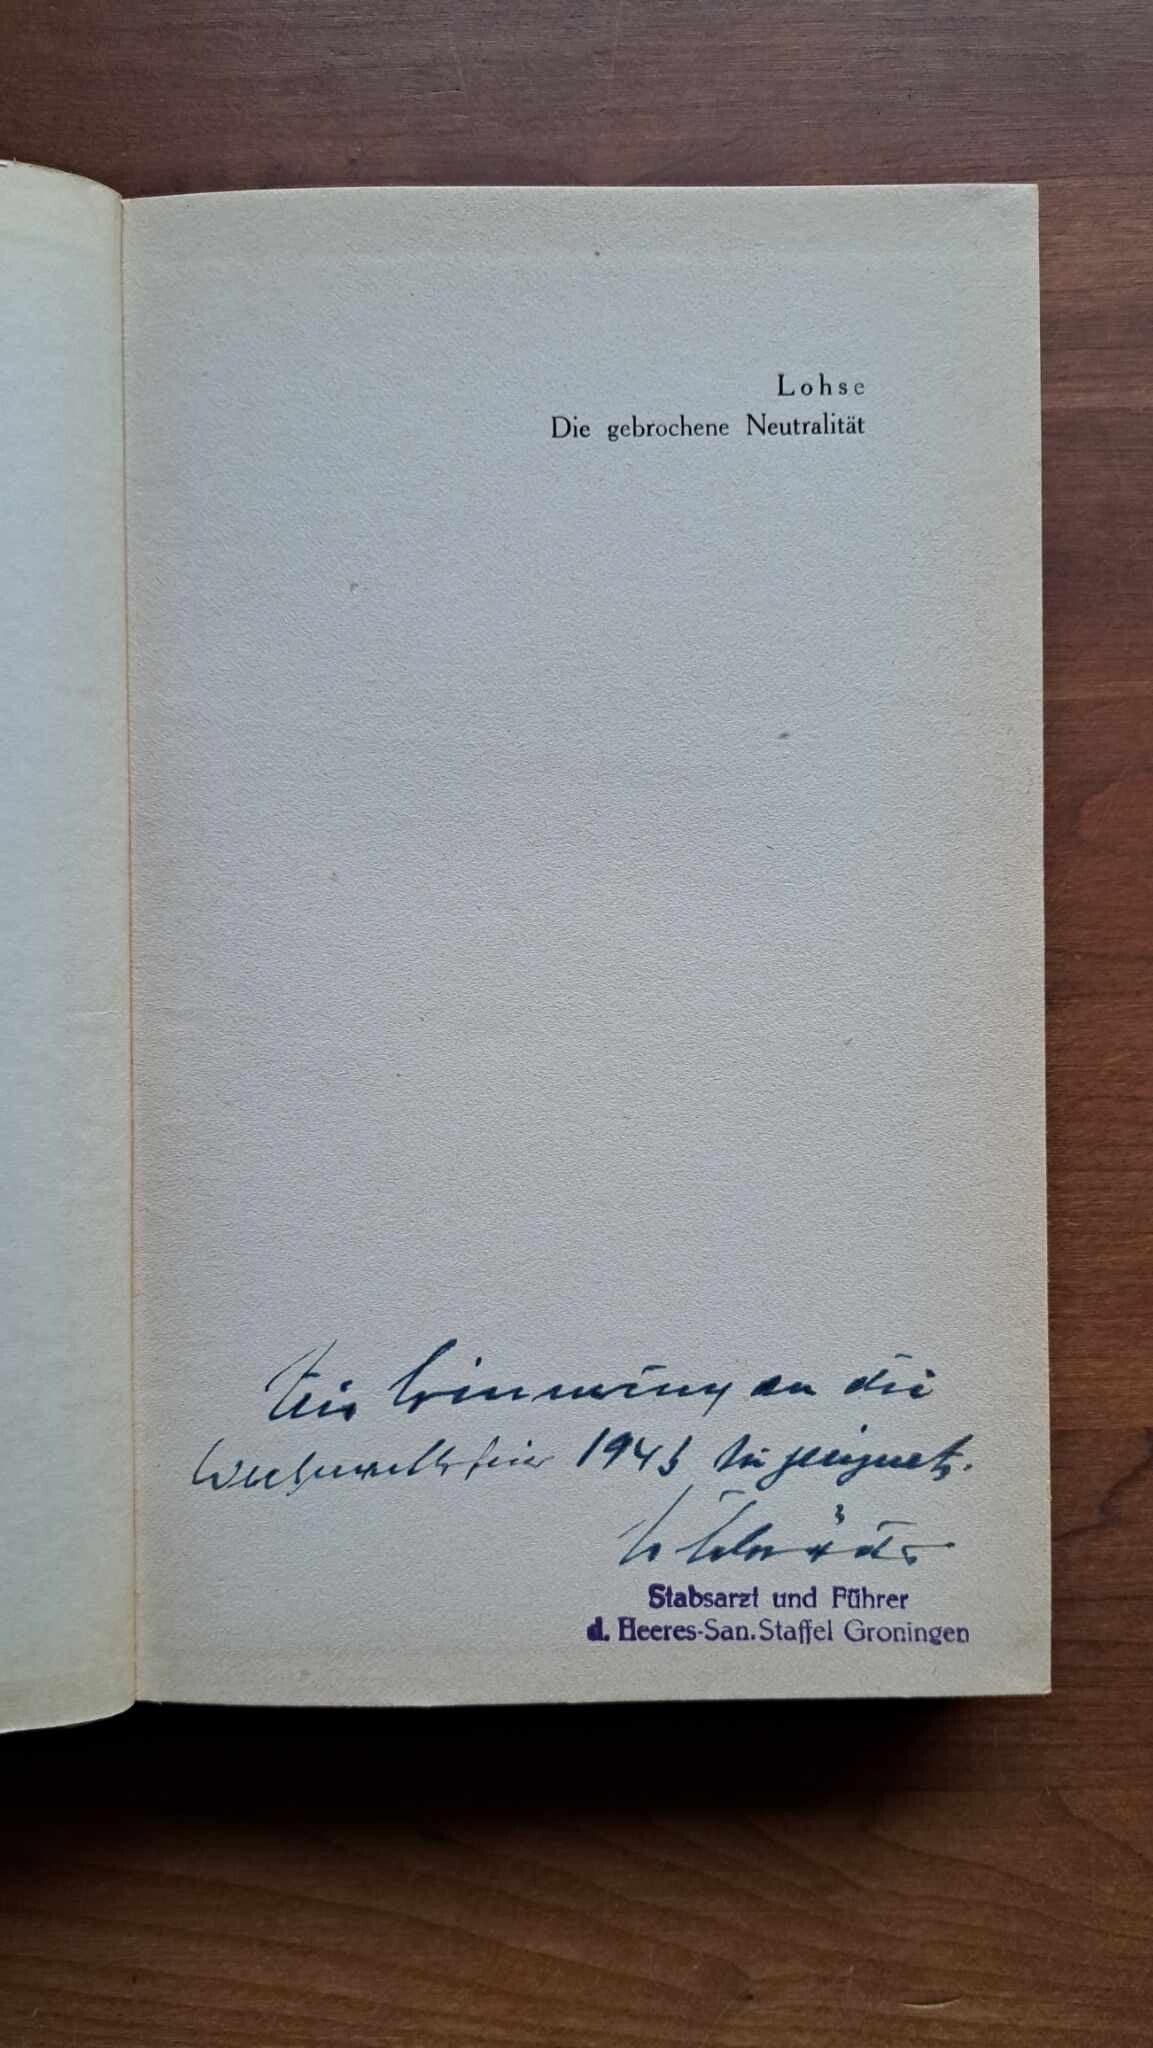 Lohse
Die gebrochene Neutralität
Zur Erinnerung an die
Weihnachtsfeier 1943 zugeeignet.
Stabsarzt und Führer
d. Heeres-San. Staffel Groningen